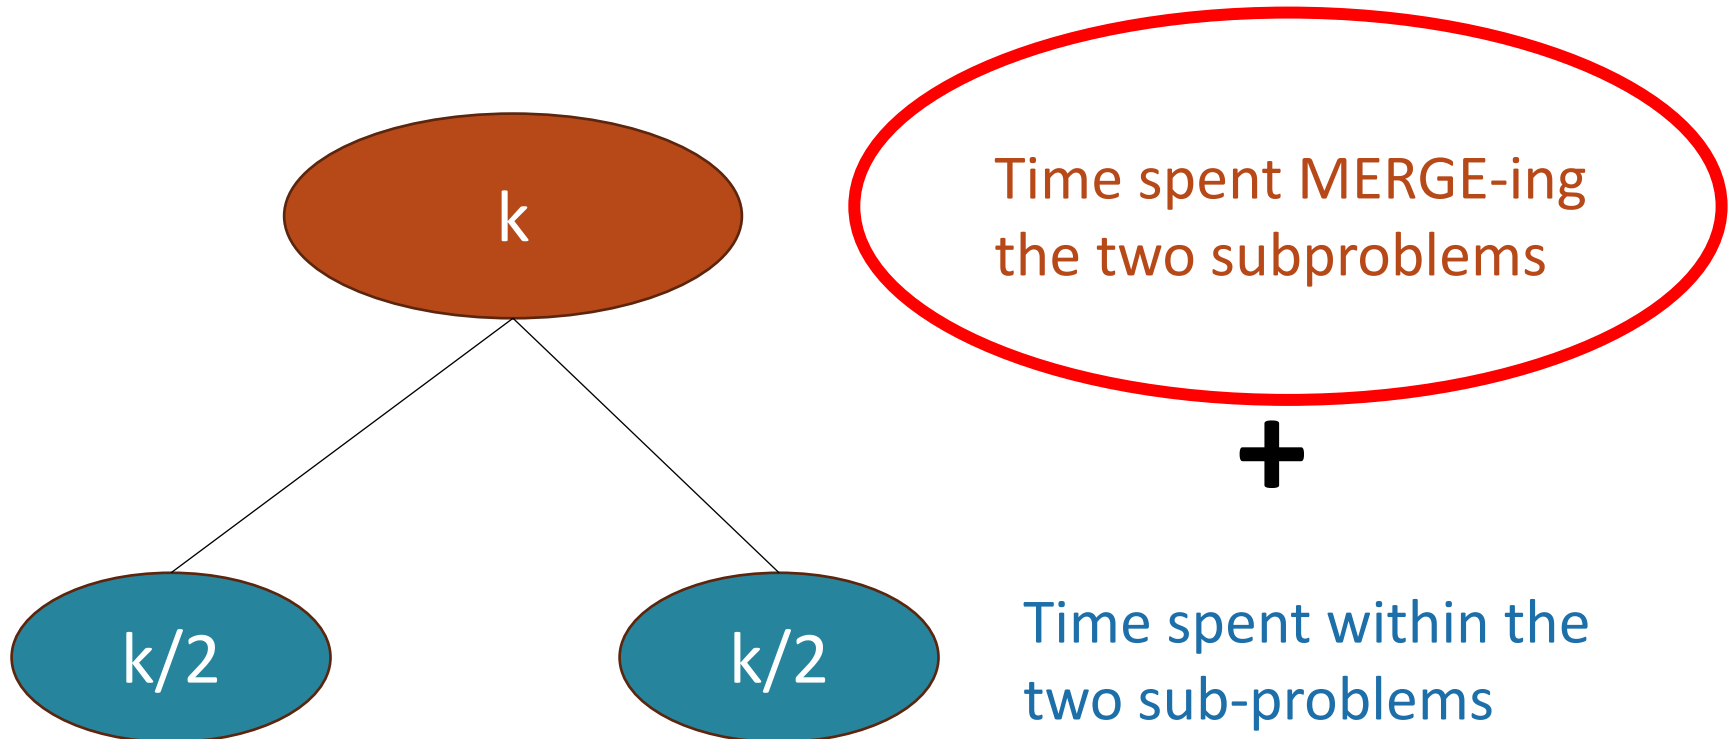 k
Time spent MERGE-ing
the two subproblems
+
k/2
k/2
Time spent within the
two sub-problems